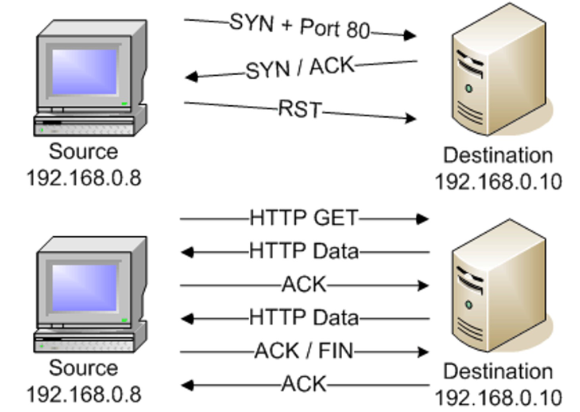 SYN + Port 80
SYN / ACK
RST
Source
192.168.0.8
Destination
192.168.0.10
HTTP GET
HTTP Data
ACK
HTTP Data
ACK / FIN
ACK
Source
192.168.0.8
Destination
192.168.0.10